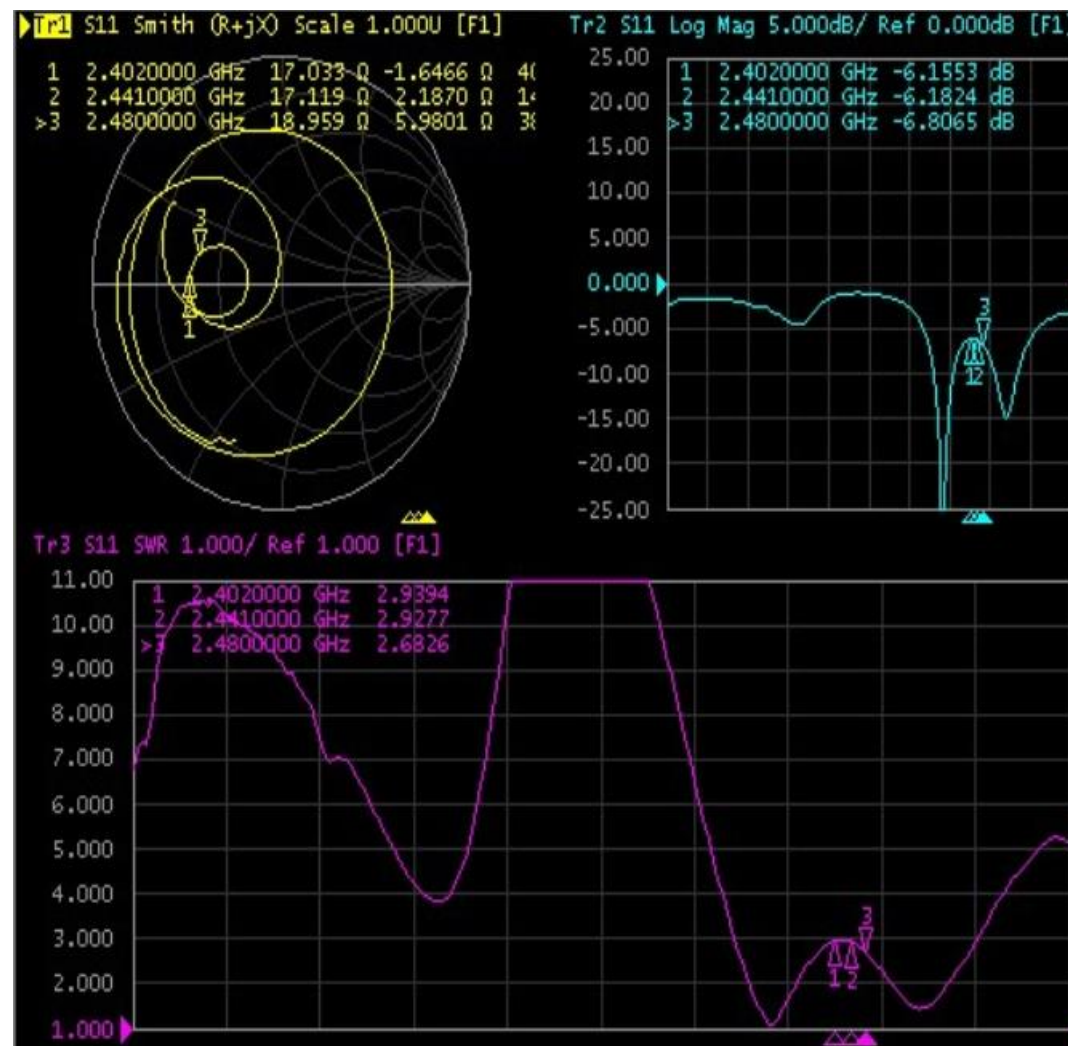 Tr1 S11 Smith (R+jX) Scale 1.000U [F1]
1 2.4020000 GHz 17.033 Ω -1.6466 Ω
2 2.4410000 GHz 17.119 Ω 2.1870 Ω
>3 2.4800000 GHz 18.959 Ω 5.9801 Ω
3
1
Tr2 S11 Log Mag 5.000dB/ Ref 0.000dB [F1]
25.00
1 2.4020000 GHz -6.1553 dB
2 2.4410000 GHz -6.1824 dB
20.00
>3 2.4800000 GHz -6.8065 dB
15.00
10.00
5.000
0.000
3
-5.000
12
-10.00
-15.00
-20.00
-25.00
Tr3 S11 SWR 1.000/ Ref 1.000 [F1]
11.00
1 2.4020000 GHz 2.9394
2 2.4410000 GHz 2.9277
10.00
>3 2.4800000 GHz 2.6826
9.000
8.000
7.000
6.000
5.000
4.000
3
3.000
1 2
2.000
1.000